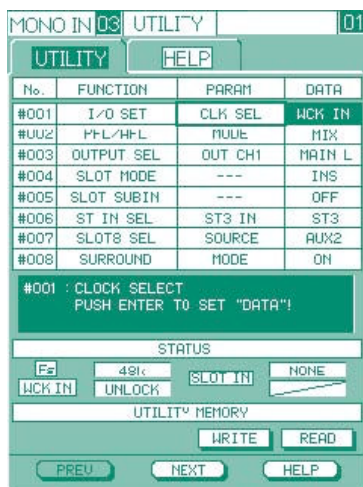 MONO IN 03 UTILITY 01
UTILITY HELP
No. FUNCTION PARAM DATA
#001 I/O SET CLK SEL WCK IN
#002 PFL/AFL MODE MIX
#003 OUTPUT SEL OUT CH1 MAIN L
#004 SLOT MODE --- INS
#005 SLOT SUBIN --- OFF
#006 ST IN SEL ST3 IN ST3
#007 SLOT8 SEL SOURCE AUX2
#008 SURROUND MODE ON
#001 : CLOCK SELECT
PUSH ENTER TO SET "DATA"!
STATUS
Fs 48k SLOT IN NONE
WCK IN UNLOCK
UTILITY MEMORY
WRITE READ
PREV NEXT HELP